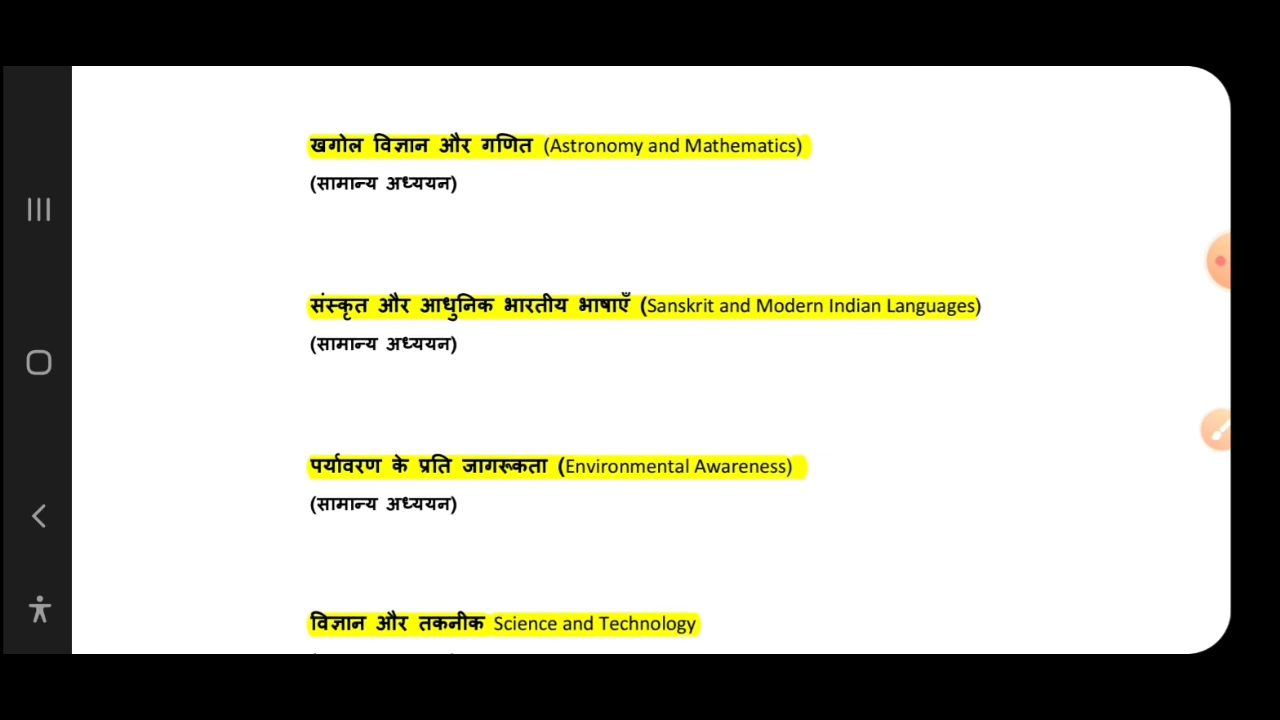 खगोल विज्ञान और गणित (Astronomy and Mathematics)
(सामान्य अध्ययन)
संस्कृत और आधुनिक भारतीय भाषाएँ (Sanskrit and Modern Indian Languages)
(सामान्य अध्ययन)
पर्यावरण के प्रति जागरूकता (Environmental Awareness)
(सामान्य अध्ययन)
विज्ञान और तकनीक Science and Technology